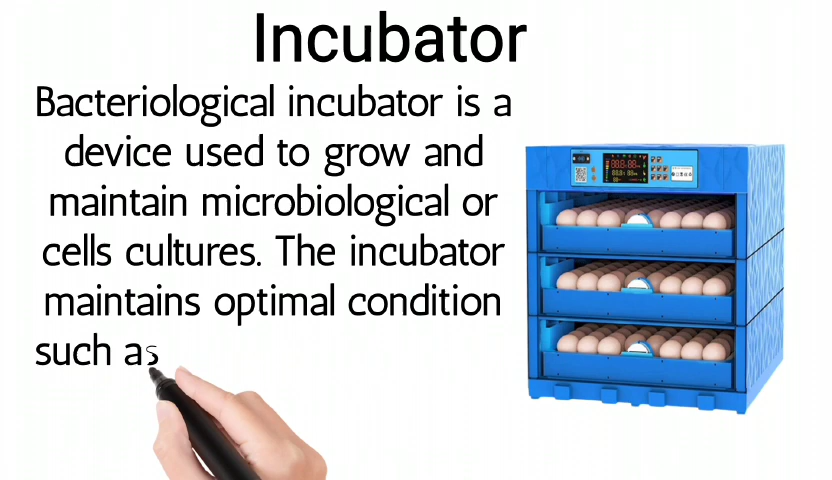 Incubator
Bacteriological incubator is a
device used to grow and
maintain microbiological or
cells cultures. The incubator
maintains optimal condition
such as